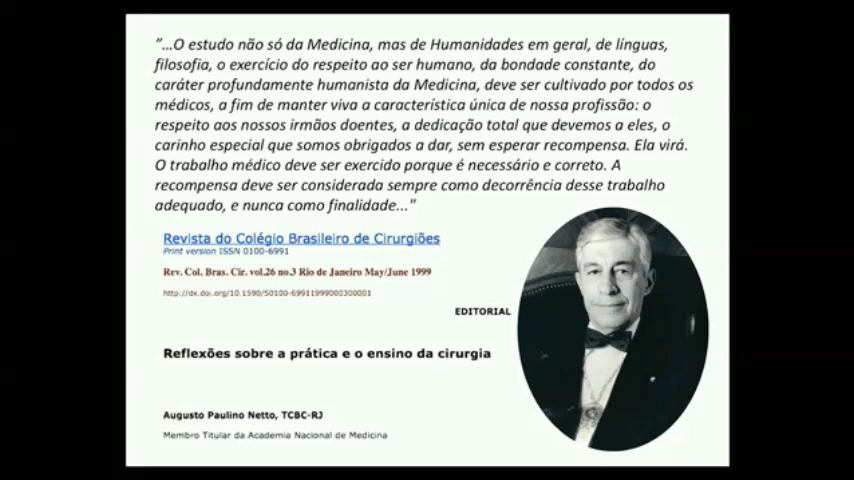 "...O estudo não só da Medicina, mas de Humanidades em geral, de línguas,
filosofia, o exercício do respeito ao ser humano, da bondade constante, do
caráter profundamente humanista da Medicina, deve ser cultivado por todos os
médicos, a fim de manter viva a característica única de nossa profissão: o
respeito aos nossos irmãos doentes, a dedicação total que devemos a eles, o
carinho especial que somos obrigados a dar, sem esperar recompensa. Ela virá.
O trabalho médico deve ser exercido porque é necessário e correto. A
recompensa deve ser considerada sempre como decorrência desse trabalho
adequado, e nunca como finalidade..."
Revista do Colégio Brasileiro de Cirurgiões
Print version ISSN 0100-6991
Rev. Col. Bras. Cir. vol.26 no.3 Rio de Janeiro May/June 1999
http://dx.doi.org/10.1590/S0100-69911999000300001
EDITORIAL
Reflexões sobre a prática e o ensino da cirurgia
Augusto Paulino Netto, TCBC-RJ
Membro Titular da Academia Nacional de Medicina